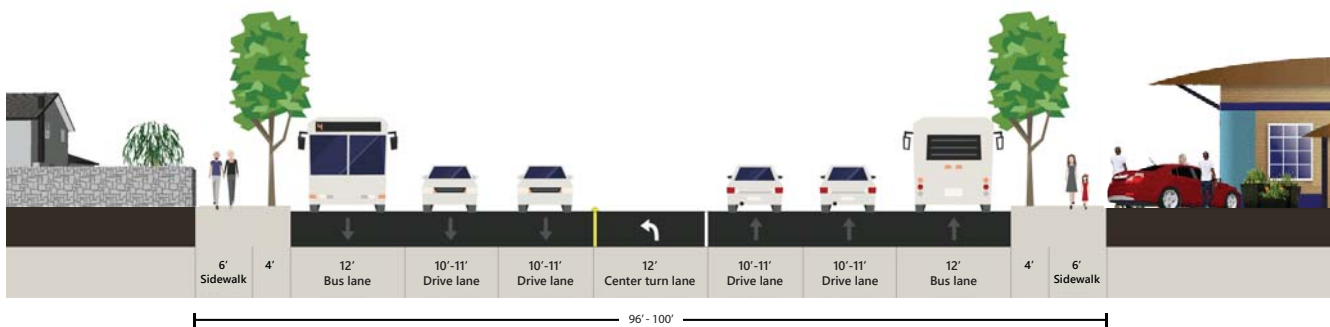 4
6'
Sidewalk
4'
12'
Bus lane
10'-11'
Drive lane
10'-11'
Drive lane
12'
Center turn lane
10'-11'
Drive lane
10'-11'
Drive lane
12'
Bus lane
4'
6'
Sidewalk
96' - 100'